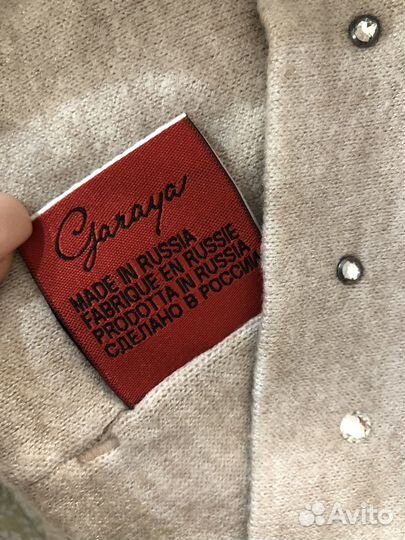 Garaya
MADE IN RUSSIA
FABRIQUE EN RUSSIE
PRODOTTA IN RUSSIA
СДЕЛАНО В РОССИИ
Avito